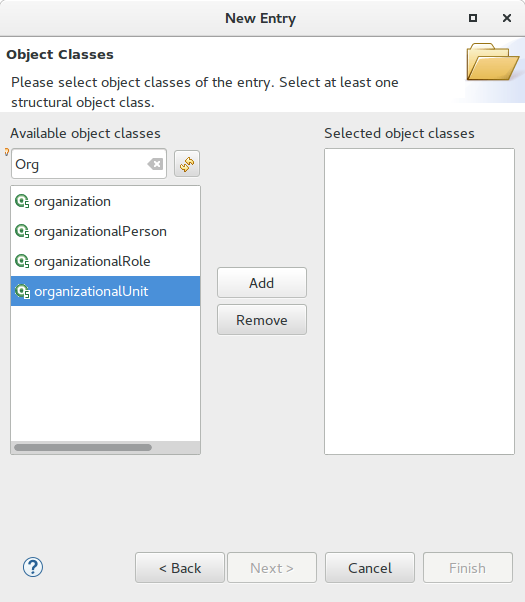 New Entry
Object Classes
Please select object classes of the entry. Select at least one
structural object class.
Available object classes
Selected object classes
Org
organization
organizationalPerson
organizationalRole
organizationalUnit
Add
Remove
?
< Back
Next >
Cancel
Finish